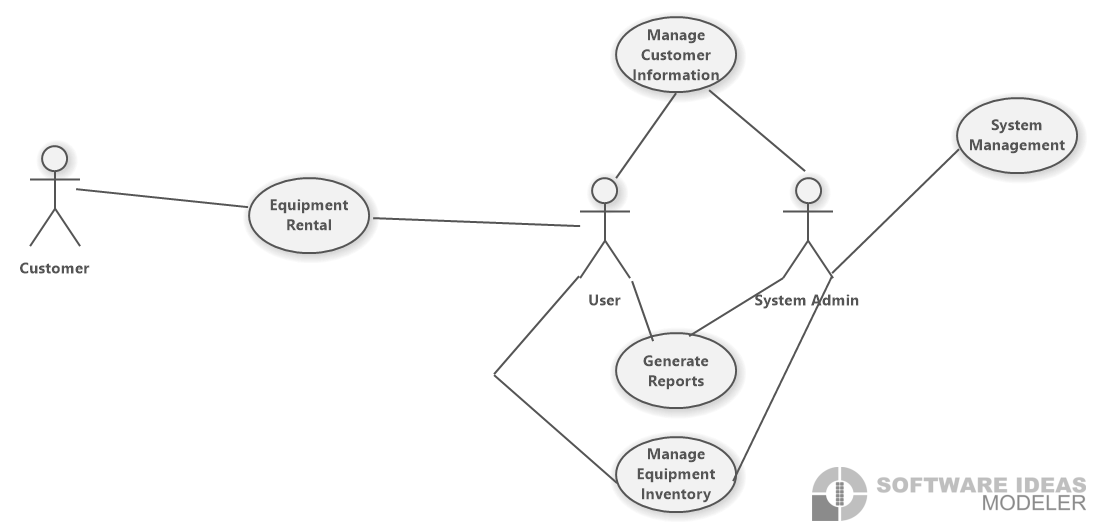 Manage
Customer
Information
System
Management
Equipment
Rental
Customer
User
System Admin
Generate
Reports
Manage
Equipment
Inventory
SOFTWARE IDEAS
MODELER